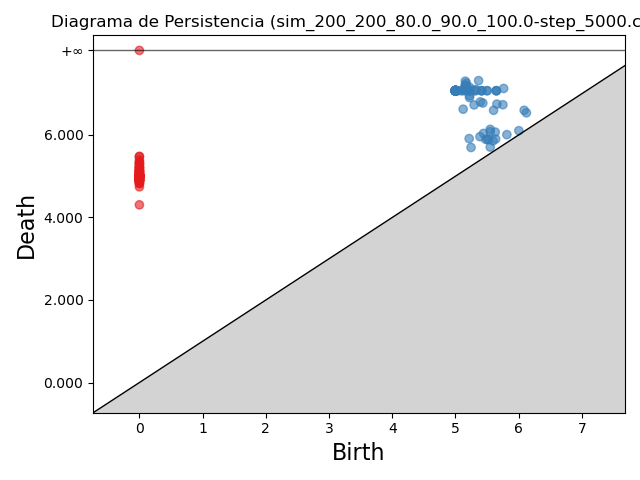 Diagrama de Persistencia (sim_200_200_80.0_90.0_100.0-step_5000.c
+∞
6.000
4.000
2.000
0.000
Death
0 1 2 3 4 5 6 7
Birth